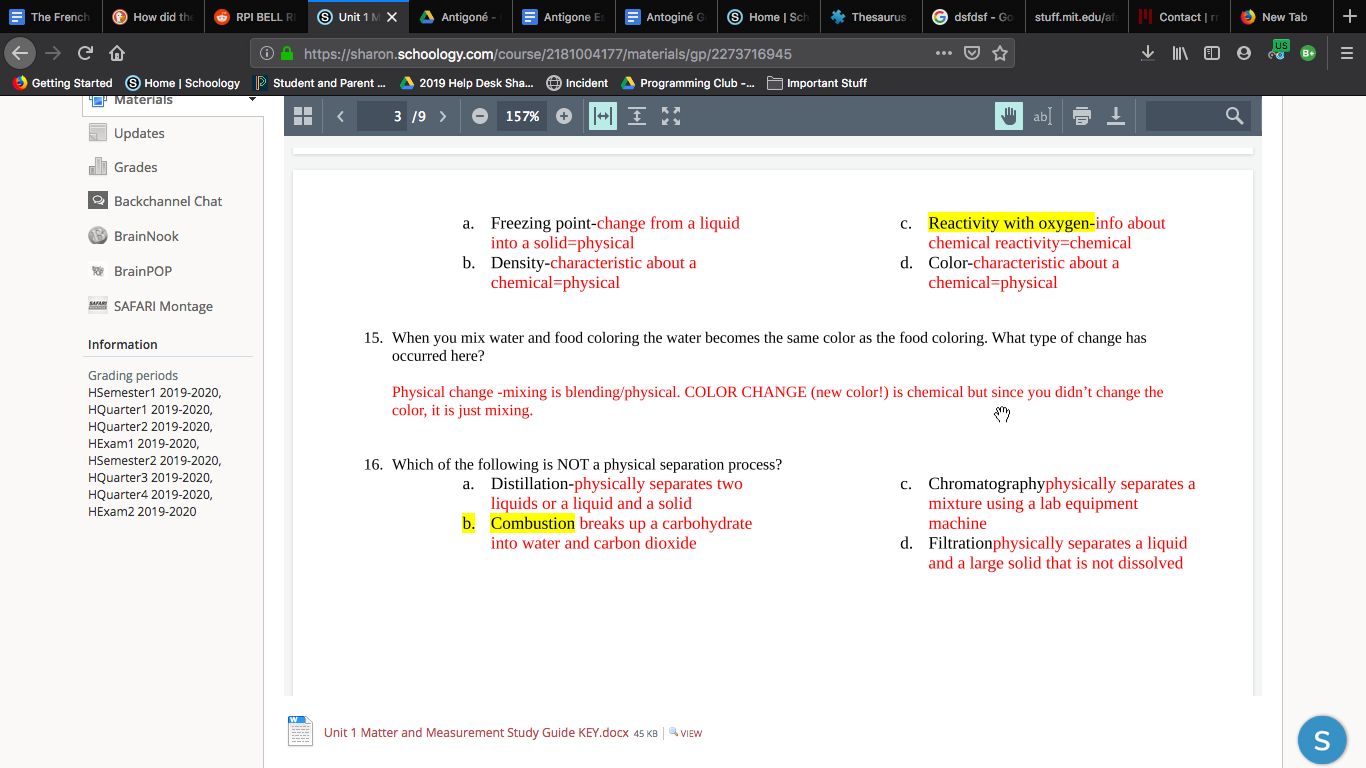 The French
How did the
RPI BELL R
Unit 1 M
Antigoné -
Antigone Es
Antoginé G
Home | Sch
Thesaurus
dsfdsf - Go
stuff.mit.edu/af
Contact | r
New Tab
https://sharon.schoology.com/course/2181004177/materials/gp/2273716945
US
B+
Getting Started
Home | Schoology
Student and Parent ...
2019 Help Desk Sha...
Incident
Programming Club -...
Important Stuff
Materials
Updates
Grades
Backchannel Chat
BrainNook
BrainPOP
SAFARI Montage
Information
Grading periods
HSemester1 2019-2020,
HQuarter1 2019-2020,
HQuarter2 2019-2020,
HExam1 2019-2020,
HSemester2 2019-2020,
HQuarter3 2019-2020,
HQuarter4 2019-2020,
HExam2 2019-2020
3 /9
157%
ab
a. Freezing point-change from a liquid
into a solid=physical
b. Density-characteristic about a
chemical=physical
c. Reactivity with oxygen-info about
chemical reactivity=chemical
d. Color-characteristic about a
chemical=physical
15. When you mix water and food coloring the water becomes the same color as the food coloring. What type of change has
occurred here?
Physical change -mixing is blending/physical. COLOR CHANGE (new color!) is chemical but since you didn’t change the
color, it is just mixing.
16. Which of the following is NOT a physical separation process?
a. Distillation-physically separates two
liquids or a liquid and a solid
b. Combustion breaks up a carbohydrate
into water and carbon dioxide
c. Chromatographyphysically separates a
mixture using a lab equipment
machine
d. Filtrationphysically separates a liquid
and a large solid that is not dissolved
Unit 1 Matter and Measurement Study Guide KEY.docx 45 KB VIEW
S